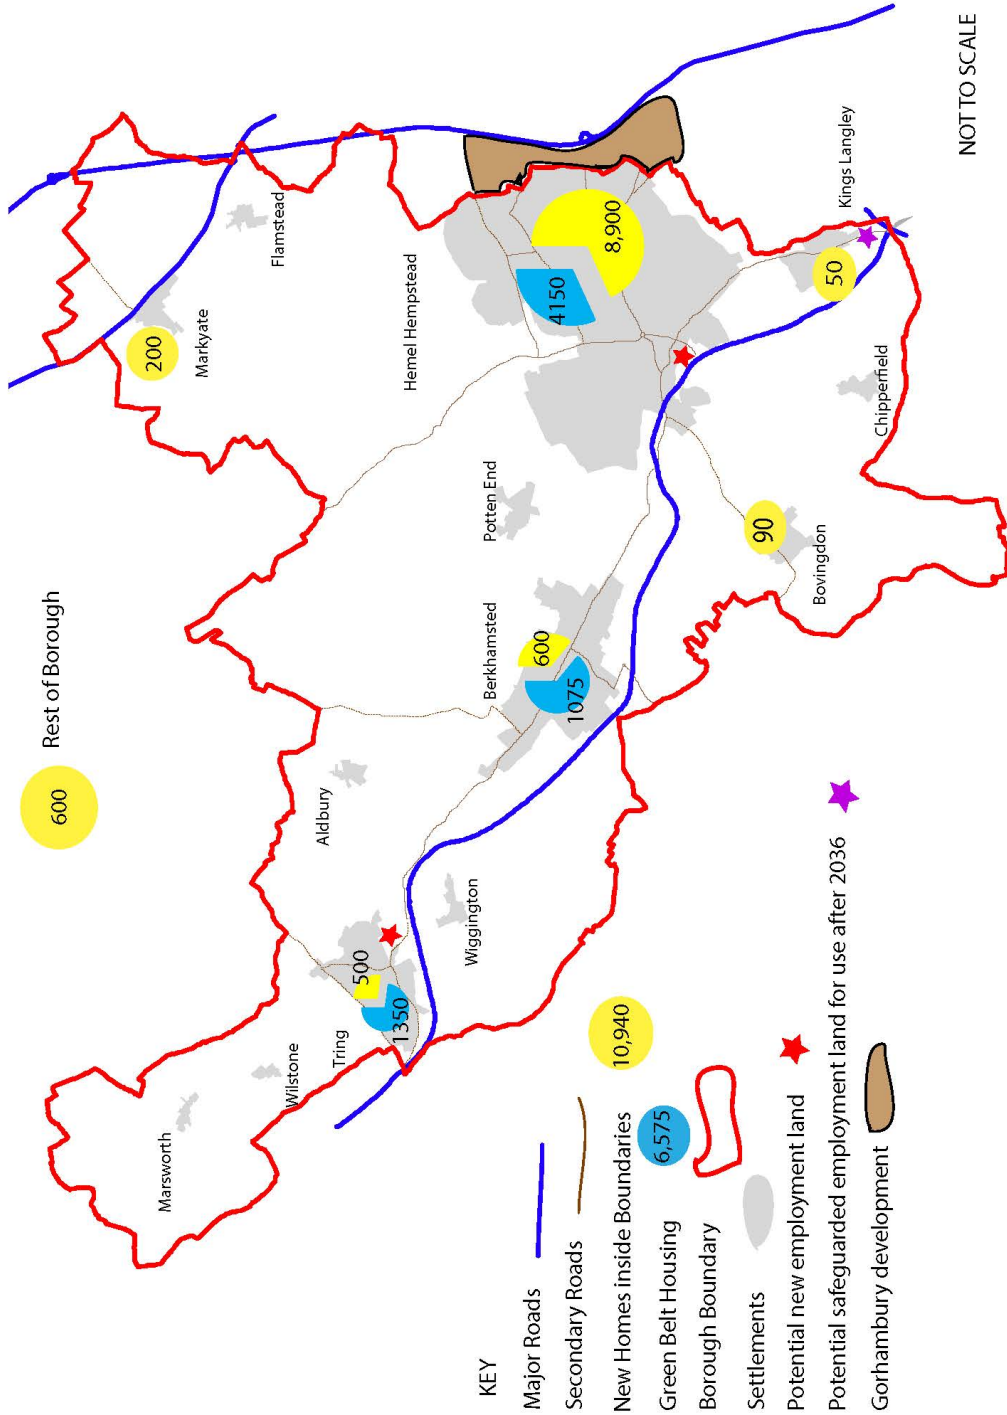 600
Rest of Borough
Markyate
200
Flamstead
Hemel Hempstead
4150
8,900
Kings Langley
50
Chipperfield
Potten End
90
Bovingdon
Berkhamsted
600
1075
Aldbury
Wiggington
Tring
500
1350
Wilstone
Marsworth
KEY
Major Roads
Secondary Roads
New Homes inside Boundaries 10,940
Green Belt Housing 6,575
Borough Boundary
Settlements
Potential new employment land
Potential safeguarded employment land for use after 2036
Gorhambury development
NOT TO SCALE